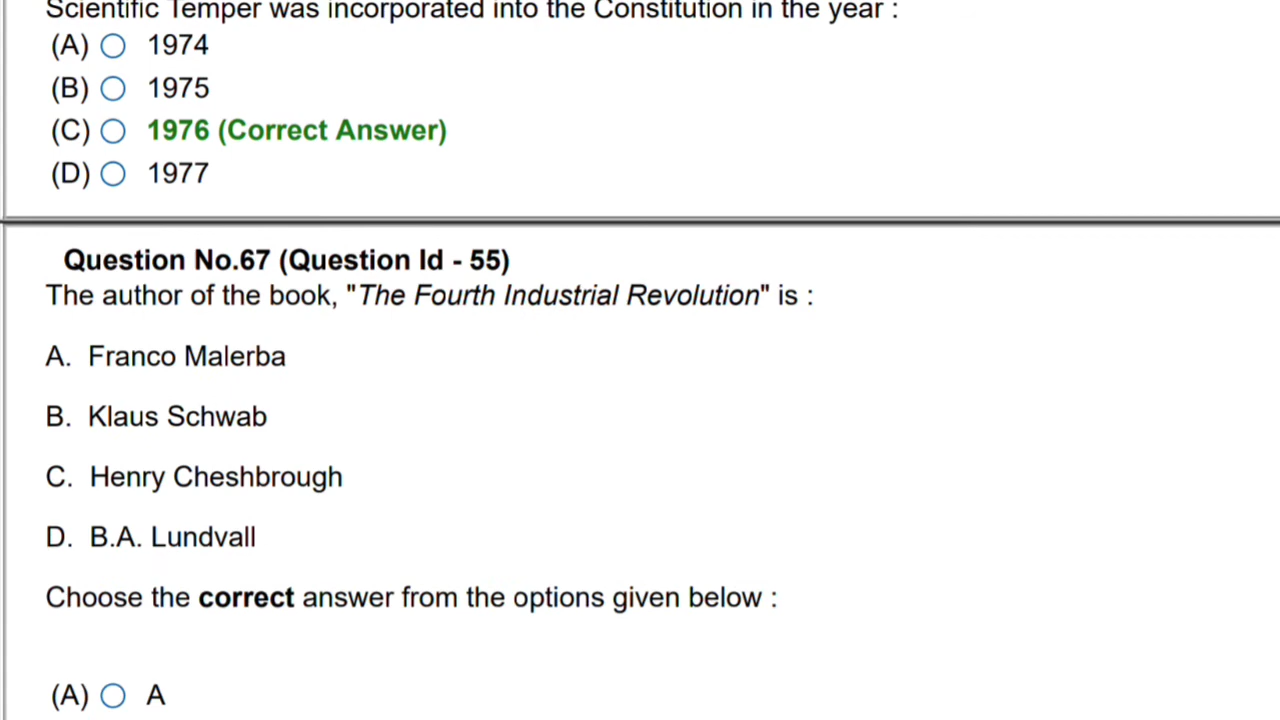 Scientific Temper was incorporated into the Constitution in the year :
(A) 1974
(B) 1975
(C) 1976 (Correct Answer)
(D) 1977
Question No.67 (Question Id - 55)
The author of the book, "The Fourth Industrial Revolution" is :
A. Franco Malerba
B. Klaus Schwab
C. Henry Cheshbrough
D. B.A. Lundvall
Choose the correct answer from the options given below :
(A) A